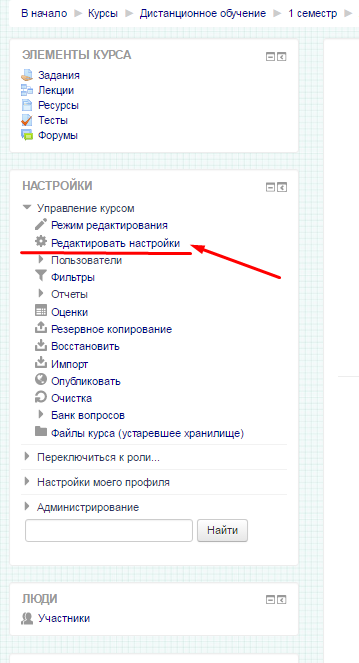 В начало Курсы Дистанционное обучение 1 семестр
ЭЛЕМЕНТЫ КУРСА
Задания
Лекции
Ресурсы
Тесты
Форумы
НАСТРОЙКИ
Управление курсом
Режим редактирования
Редактировать настройки
Пользователи
Фильтры
Отчеты
Оценки
Резервное копирование
Восстановить
Импорт
Опубликовать
Очистка
Банк вопросов
Файлы курса (устаревшее хранилище)
Переключиться к роли...
Настройки моего профиля
Администрирование
Найти
ЛЮДИ
Участники